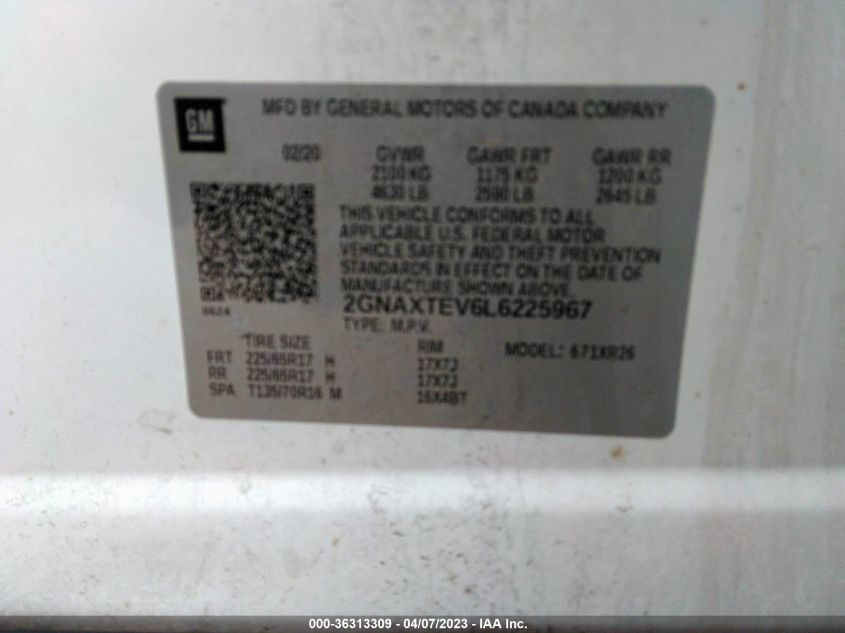 GM
MFD BY GENERAL MOTORS OF CANADA COMPANY
02/20 GVWR GAWR FRT GAWR RR
2100 KG 1175 KG 1200 KG
4630 LB 2590 LB 2645 LB
THIS VEHICLE CONFORMS TO ALL
APPLICABLE U.S. FEDERAL MOTOR
VEHICLE SAFETY AND THEFT PREVENTION
STANDARDS IN EFFECT ON THE DATE OF
MANUFACTURE SHOWN ABOVE.
2GNAXTEV6L6225967
TYPE: M.P.V.
TIRE SIZE RIM MODEL: 671XR26
FRT 225/65R17 H 17X7J
RR 225/65R17 H 17X7J
SPA T135/70R16 M 16X4BT
000-36313309 - 04/07/2023 - IAA Inc.